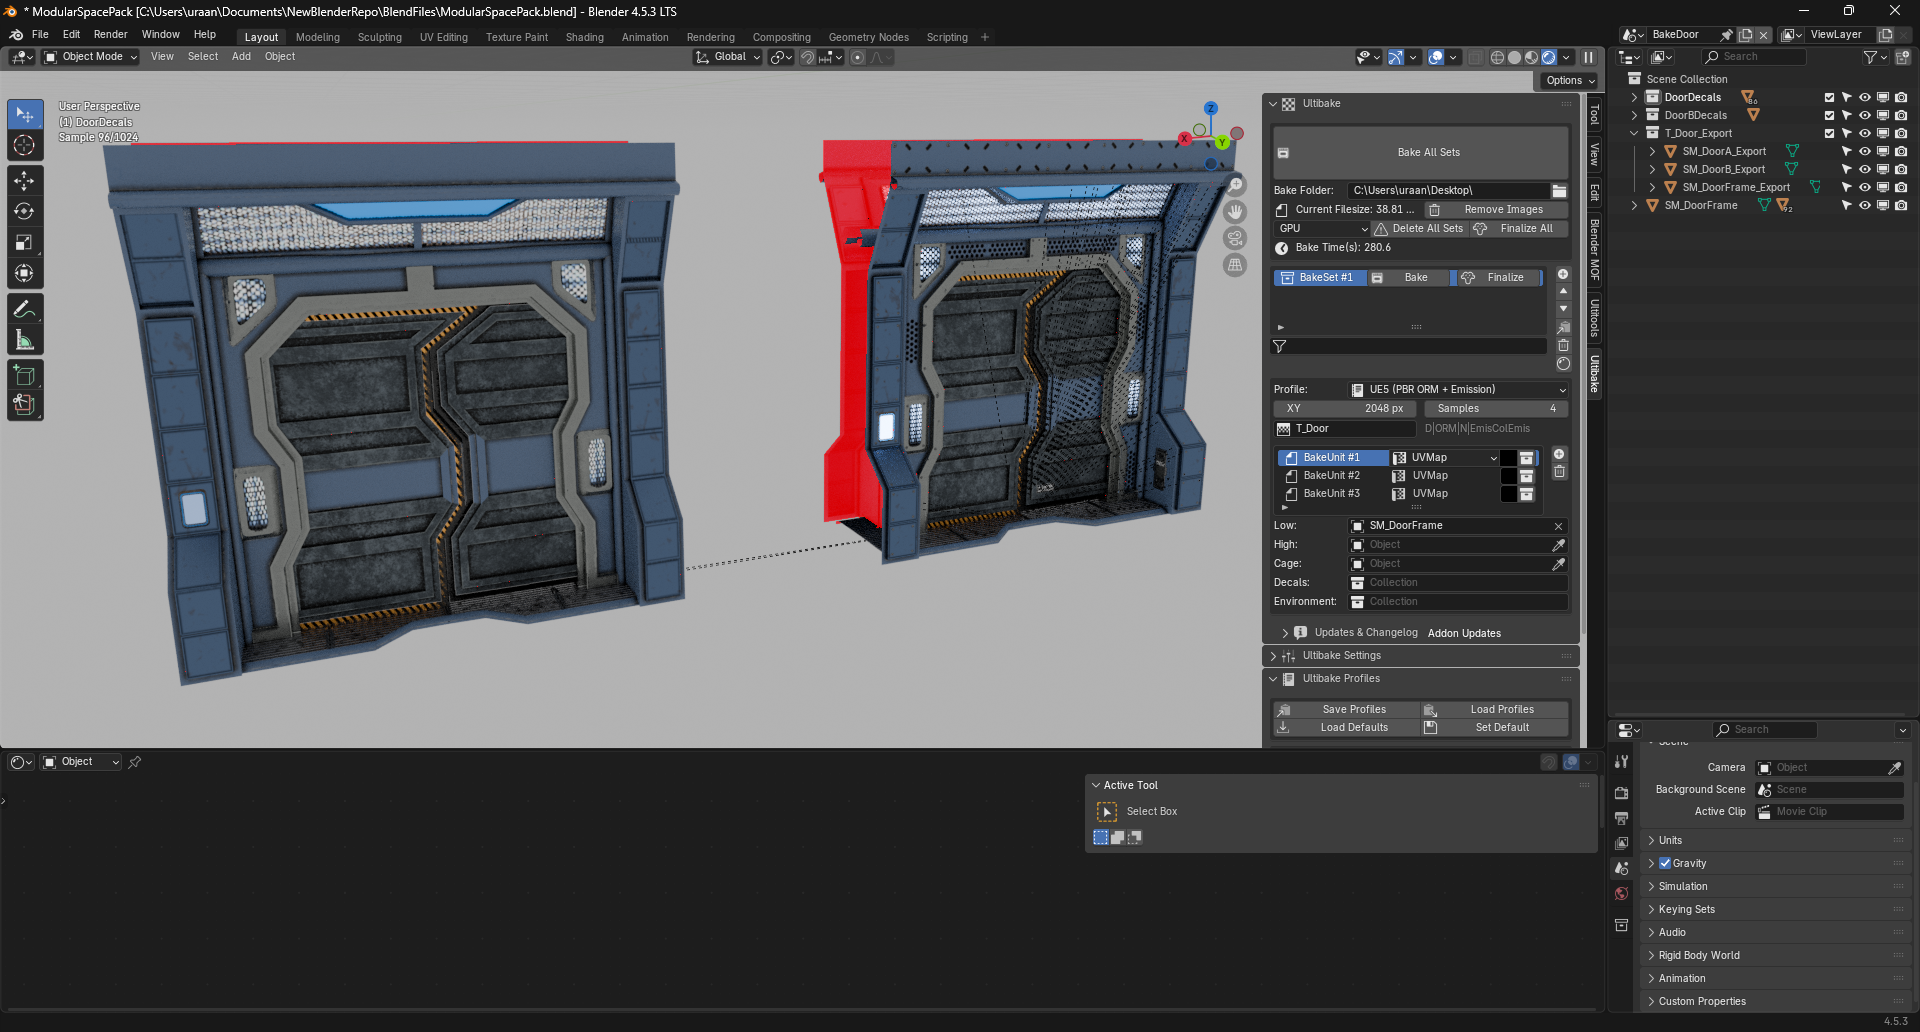 * ModularSpacePack [C:\Users\uraan\Documents\NewBlenderRepo\BlendFiles\ModularSpacePack.blend] - Blender 4.5.3 LTS
File Edit Render Window Help Layout Modeling Sculpting UV Editing Texture Paint Shading Animation Rendering Compositing Geometry Nodes Scripting + BakeDoor ViewLayer
Object Mode View Select Add Object Global Search
Options
User Perspective
(1) DoorDecals
Sample 96/1024
Z
X
Y
Ultibake
Bake All Sets
Bake Folder: C:\Users\uraan\Desktop\
Current Filesize: 38.81 ... Remove Images
GPU Delete All Sets Finalize All
Bake Time(s): 280.6
BakeSet #1 Bake Finalize
Profile: UE5 (PBR ORM + Emission)
XY 2048 px Samples 4
T_Door D|ORM|N|EmisColEmis
BakeUnit #1 UVMap
BakeUnit #2 UVMap
BakeUnit #3 UVMap
Low: SM_DoorFrame
High: Object
Cage: Object
Decals: Collection
Environment: Collection
Updates & Changelog Addon Updates
Ultibake Settings
Ultibake Profiles
Save Profiles Load Profiles
Load Defaults Set Default
Tool
View
Edit
Blender MOF
Ultitools
Ultibake
Scene Collection
DoorDecals 86
DoorBDecals
T_Door_Export
SM_DoorA_Export
SM_DoorB_Export
SM_DoorFrame_Export
SM_DoorFrame 92
Search
Scene
Camera Object
Background Scene Scene
Active Clip Movie Clip
Units
Gravity
Simulation
Keying Sets
Audio
Rigid Body World
Animation
Custom Properties
Object
Active Tool
Select Box
4.5.3